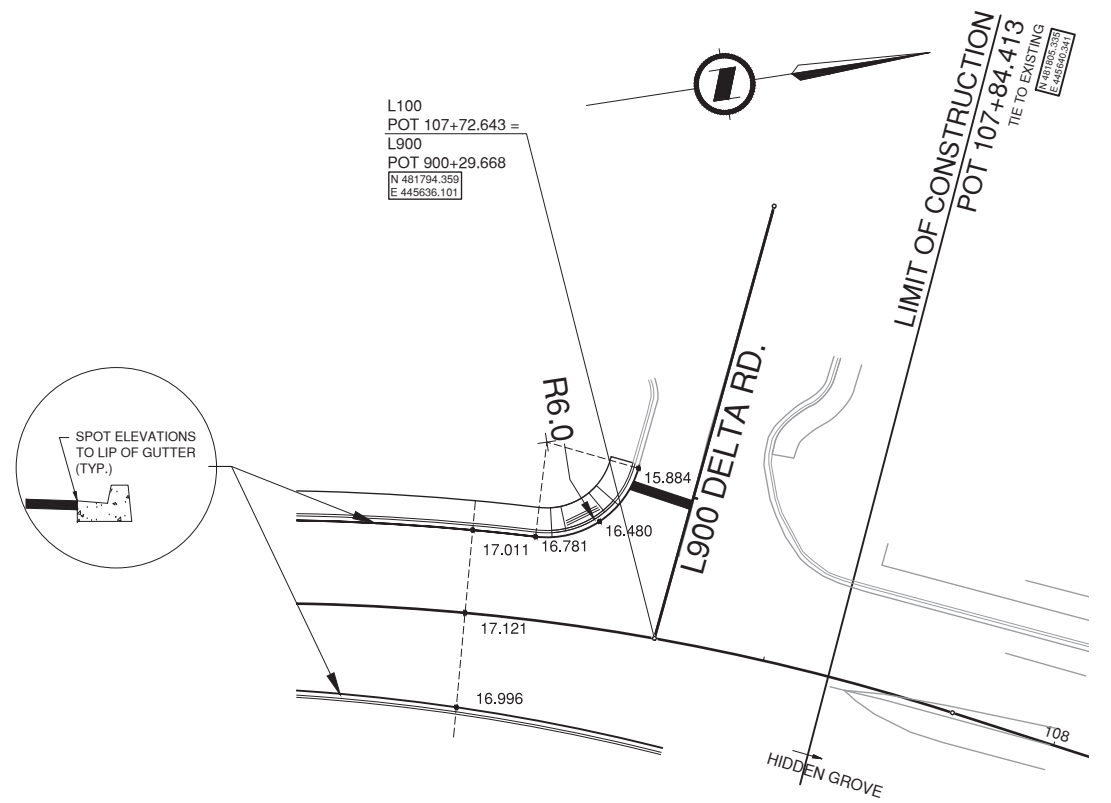 L100
POT 107+72.643 =
L900
POT 900+29.668
N 481794.359
E 445636.101
LIMIT OF CONSTRUCTION
POT 107+84.413
TIE TO EXISTING
N 481805.335
E 445640.341
SPOT ELEVATIONS
TO LIP OF GUTTER
(TYP.)
R6.0
L900 DELTA RD.
15.884
16.480
16.781
17.011
17.121
16.996
108
HIDDEN GROVE